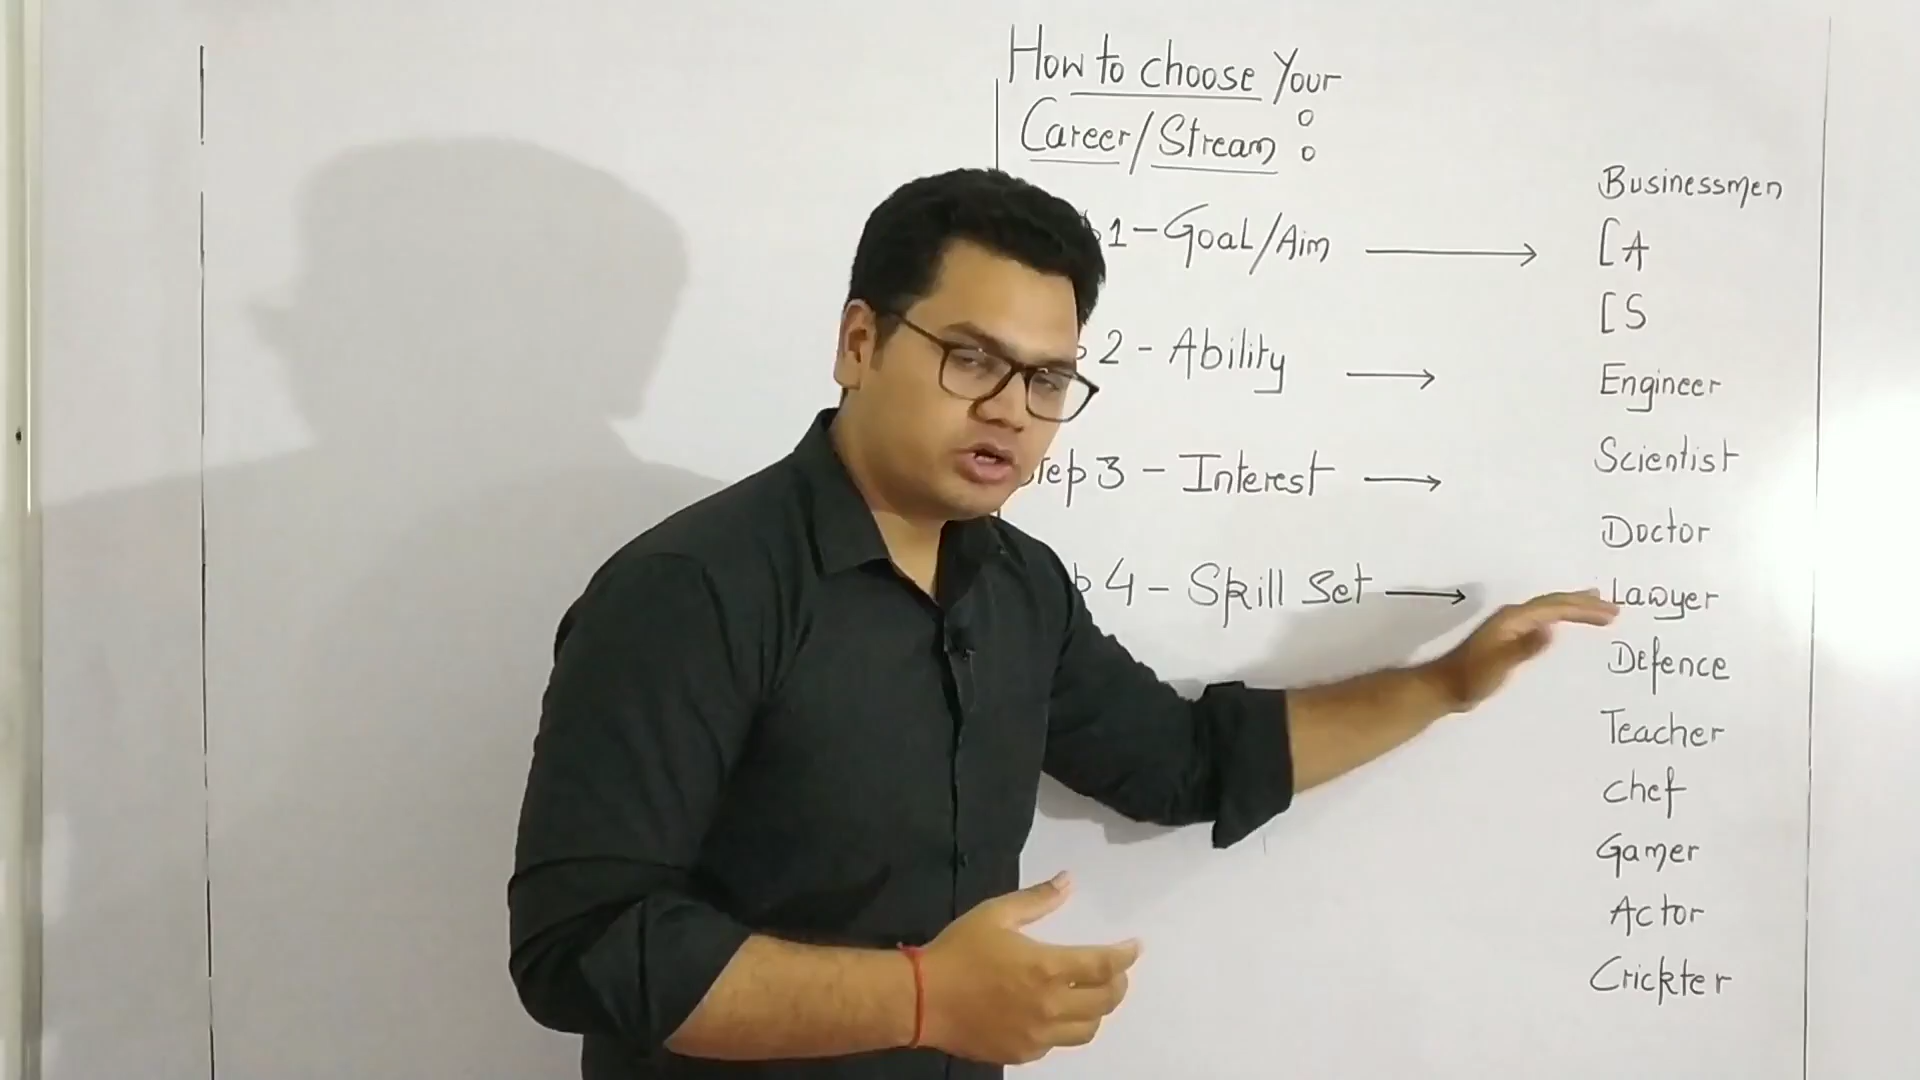 How to choose Your
Career/Stream :
1 - Goal/Aim →
2 - Ability →
tep 3 - Interest →
4 - Skill Set →
Businessmen
CA
CS
Engineer
Scientist
Doctor
Lawyer
Defence
Teacher
Chef
Gamer
Actor
Crickter